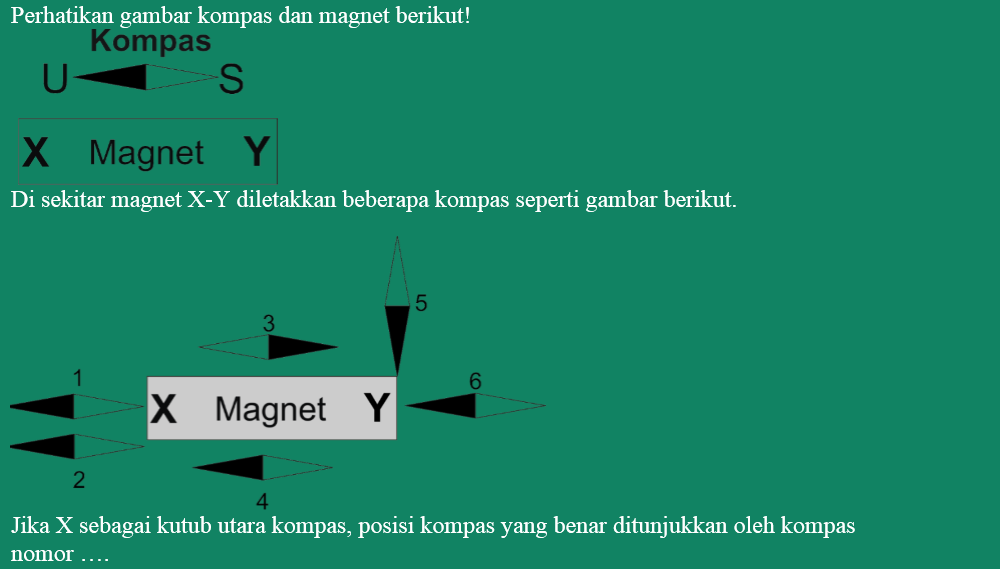 Perhatikan gambar kompas dan magnet berikut!
Kompas
U S
X Magnet Y
Di sekitar magnet X-Y diletakkan beberapa kompas seperti gambar berikut.
5
3
1
6
X Magnet Y
2
4
Jika X sebagai kutub utara kompas, posisi kompas yang benar ditunjukkan oleh kompas
nomor ….